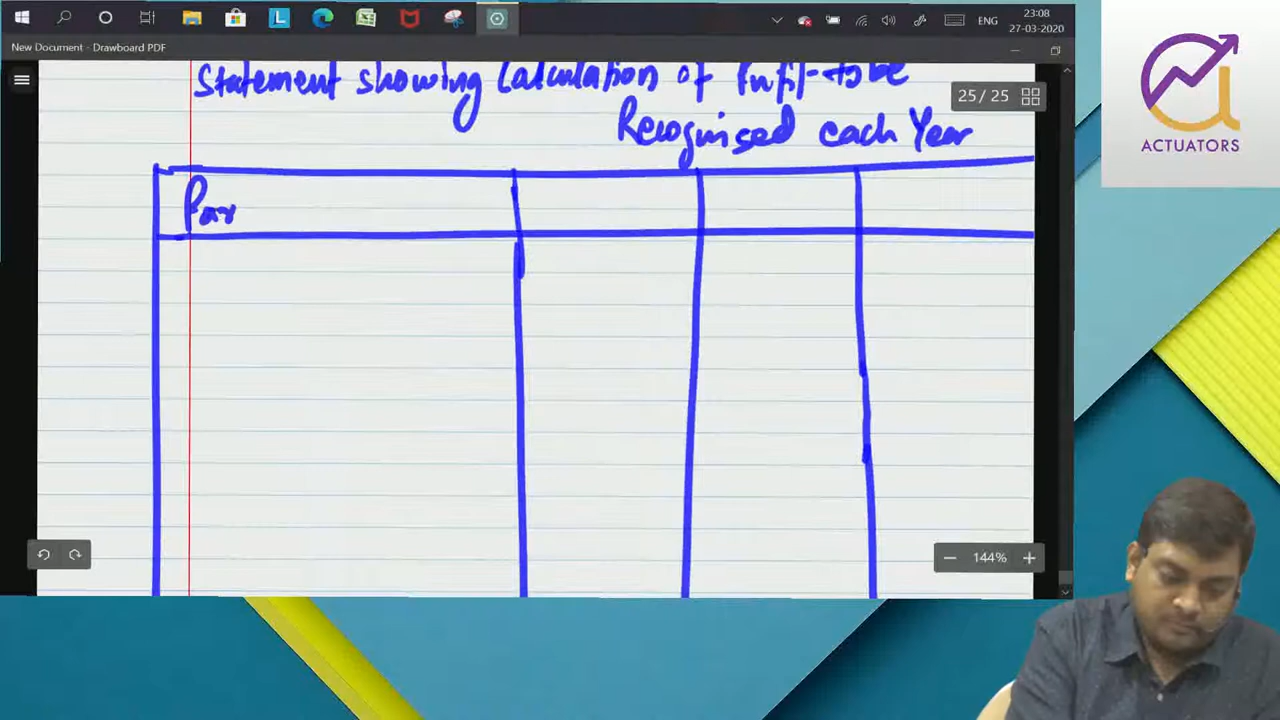 23:08
ENG
27-03-2020
New Document - Drawboard PDF
Statement showing Calculation of Profit to be
25 / 25
Recognised each Year
ACTUATORS
Par
144%